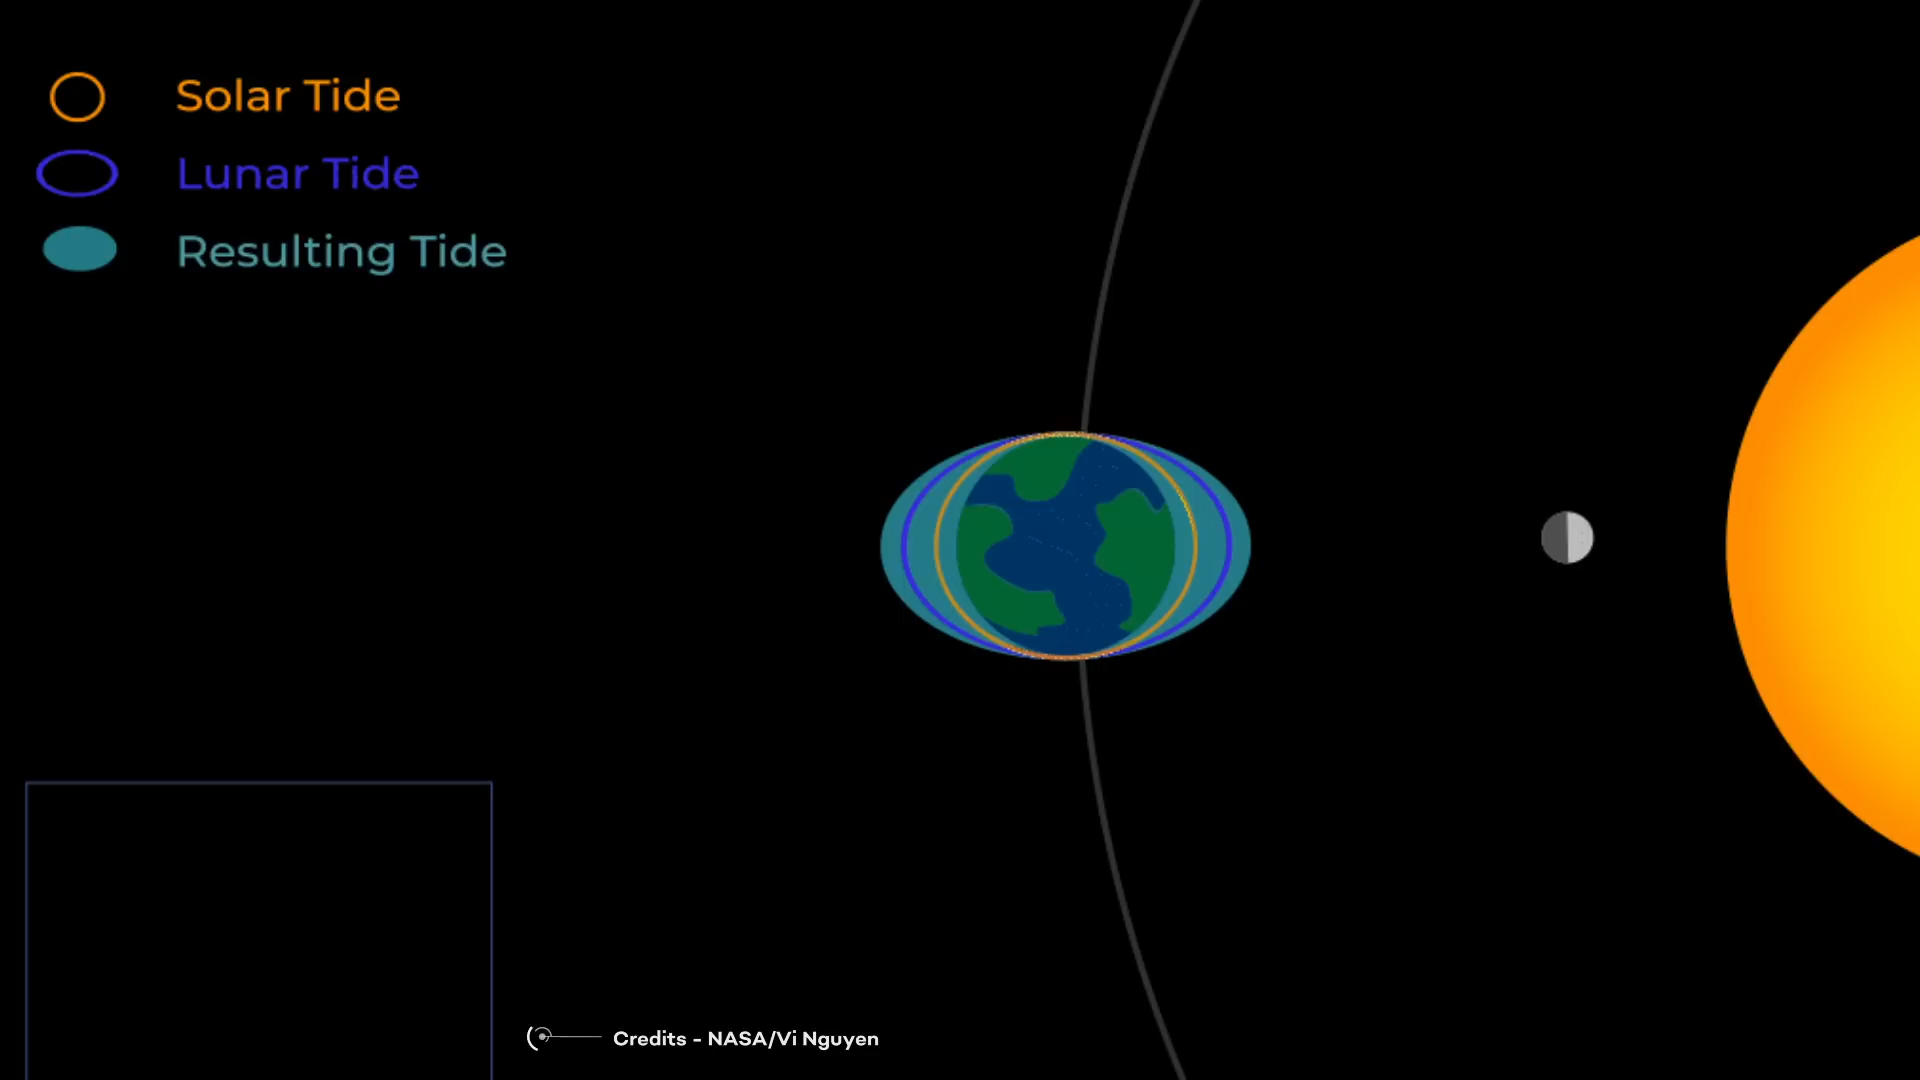 Solar Tide
Lunar Tide
Resulting Tide
Credits - NASA/Vi Nguyen